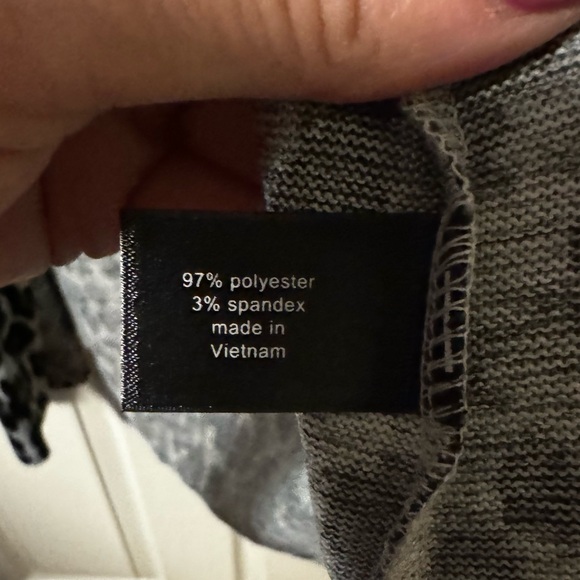 97% polyester
3% spandex
made in
Vietnam